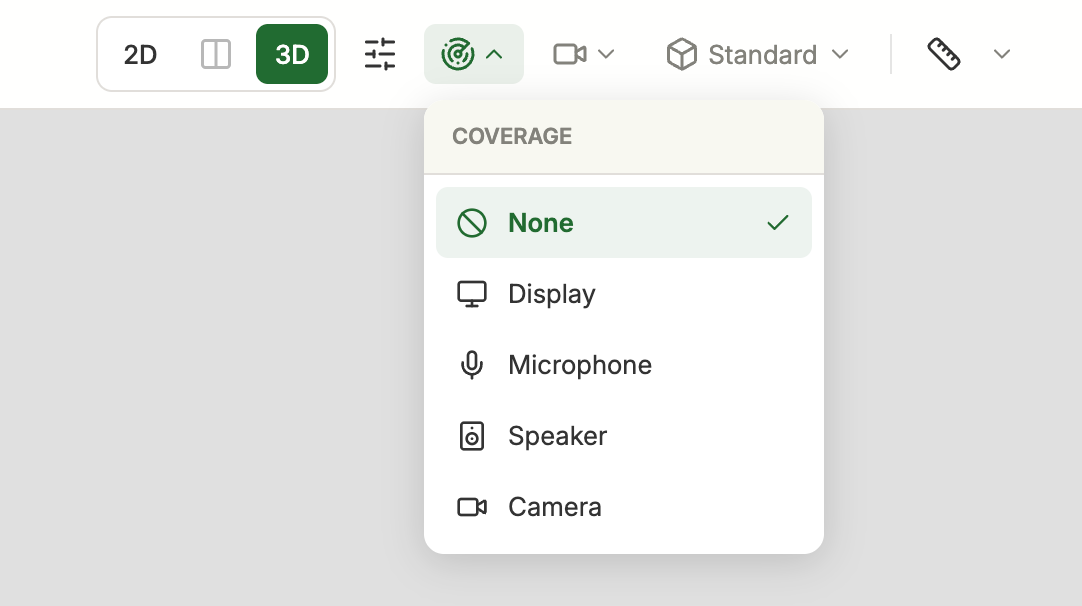 2D
3D
Standard
COVERAGE
None
Display
Microphone
Speaker
Camera